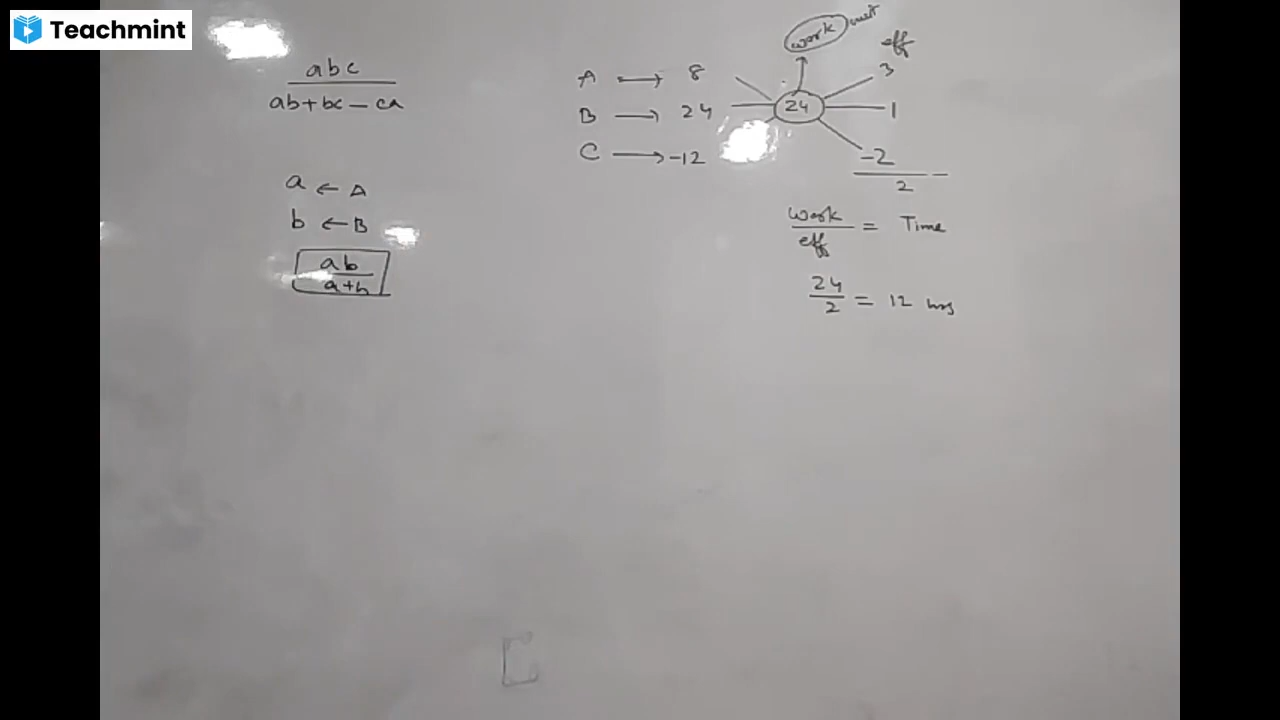 Teachmint
abc
ab+bc-ca
a ← A
b ← B
ab
a+b
work unit
eff
A → 8 3
B → 24 24 1
C → -12 -2
2
work
eff = Time
24
2 = 12 hrs